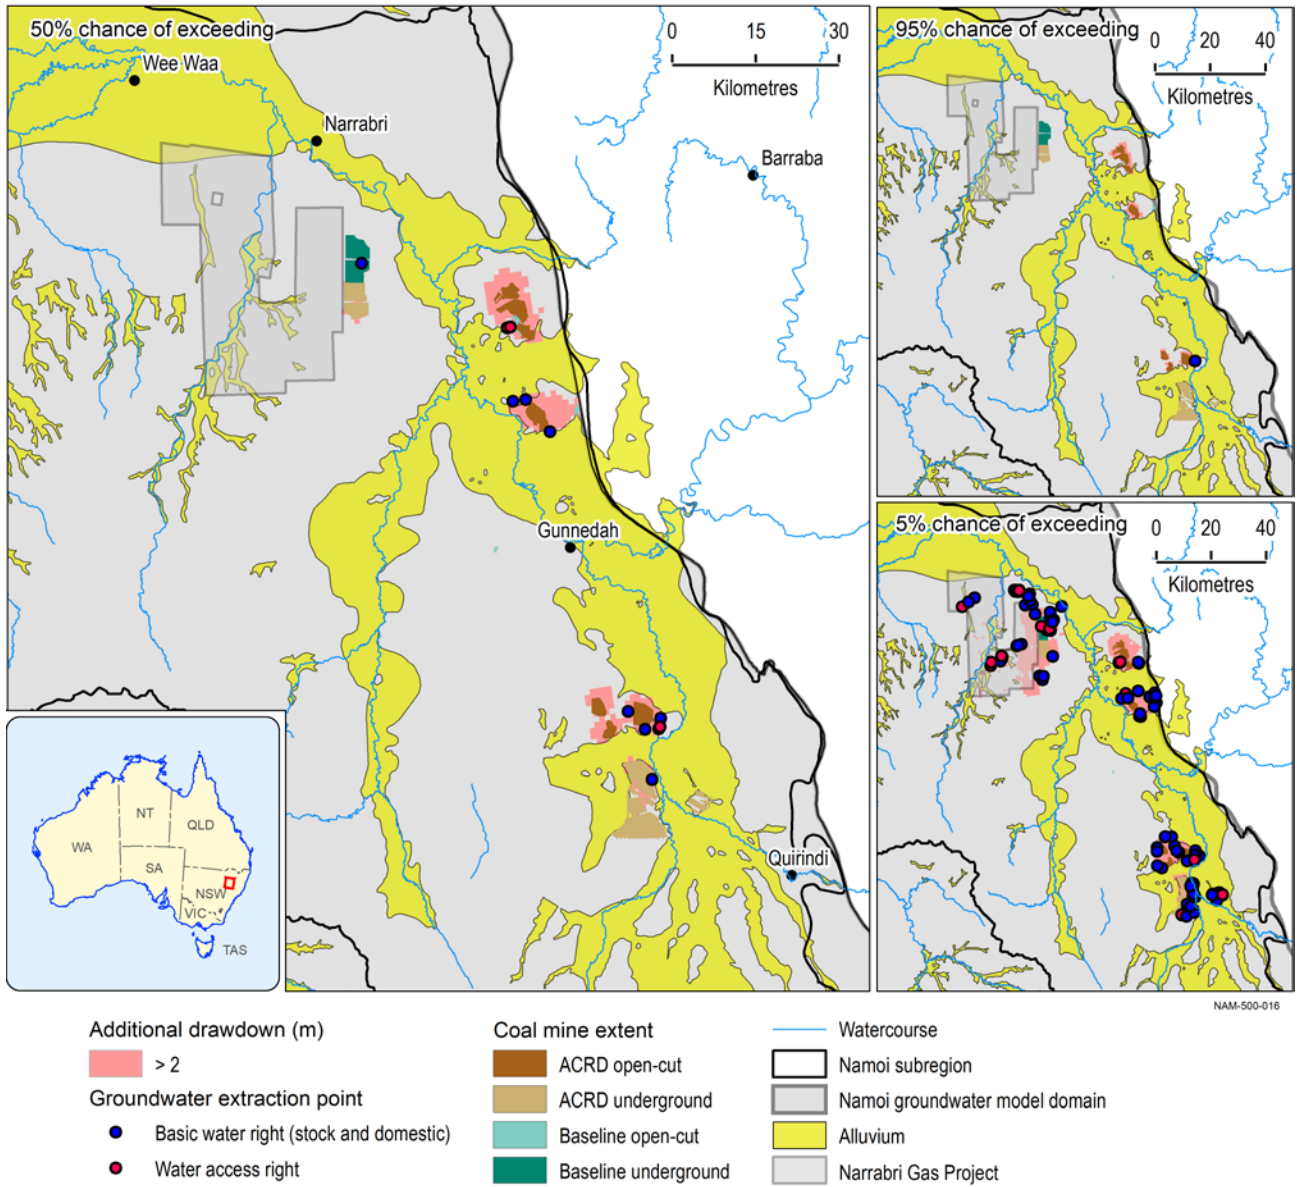 50% chance of exceeding
0 15 30
Kilometres
Wee Waa
Narrabri
Barraba
Gunnedah
Quirindi
WA
NT
QLD
SA
NSW
VIC
TAS
95% chance of exceeding
0 20 40
Kilometres
5% chance of exceeding
0 20 40
Kilometres
NAM-500-016
Additional drawdown (m)
> 2
Groundwater extraction point
Basic water right (stock and domestic)
Water access right
Coal mine extent
ACRD open-cut
ACRD underground
Baseline open-cut
Baseline underground
Watercourse
Namoi subregion
Namoi groundwater model domain
Alluvium
Narrabri Gas Project